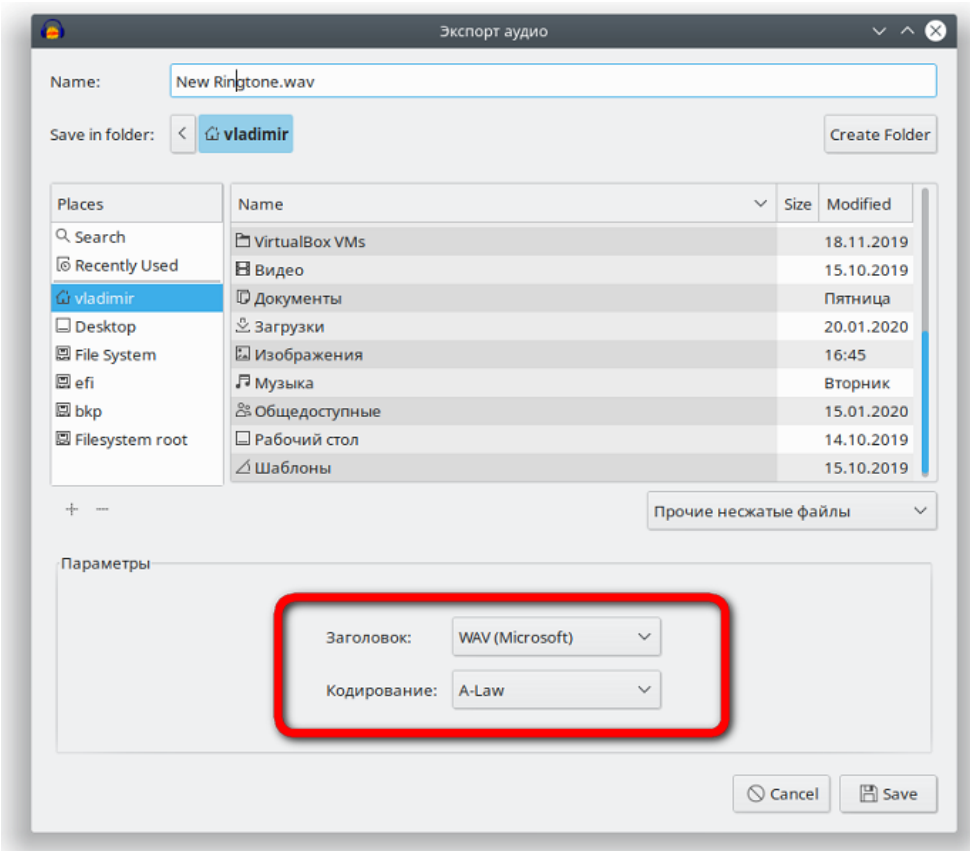 Экспорт аудио
Name: New Ringtone.wav
Save in folder: vladimir Create Folder
Places Name Size Modified
Search VirtualBox VMs 18.11.2019
Recently Used Видео 15.10.2019
vladimir Документы Пятница
Desktop Загрузки 20.01.2020
File System Изображения 16:45
efi Музыка Вторник
bkp Общедоступные 15.01.2020
Filesystem root Рабочий стол 14.10.2019
Шаблоны 15.10.2019
Прочие несжатые файлы
Параметры
Заголовок: WAV (Microsoft)
Кодирование: A-Law
Cancel Save